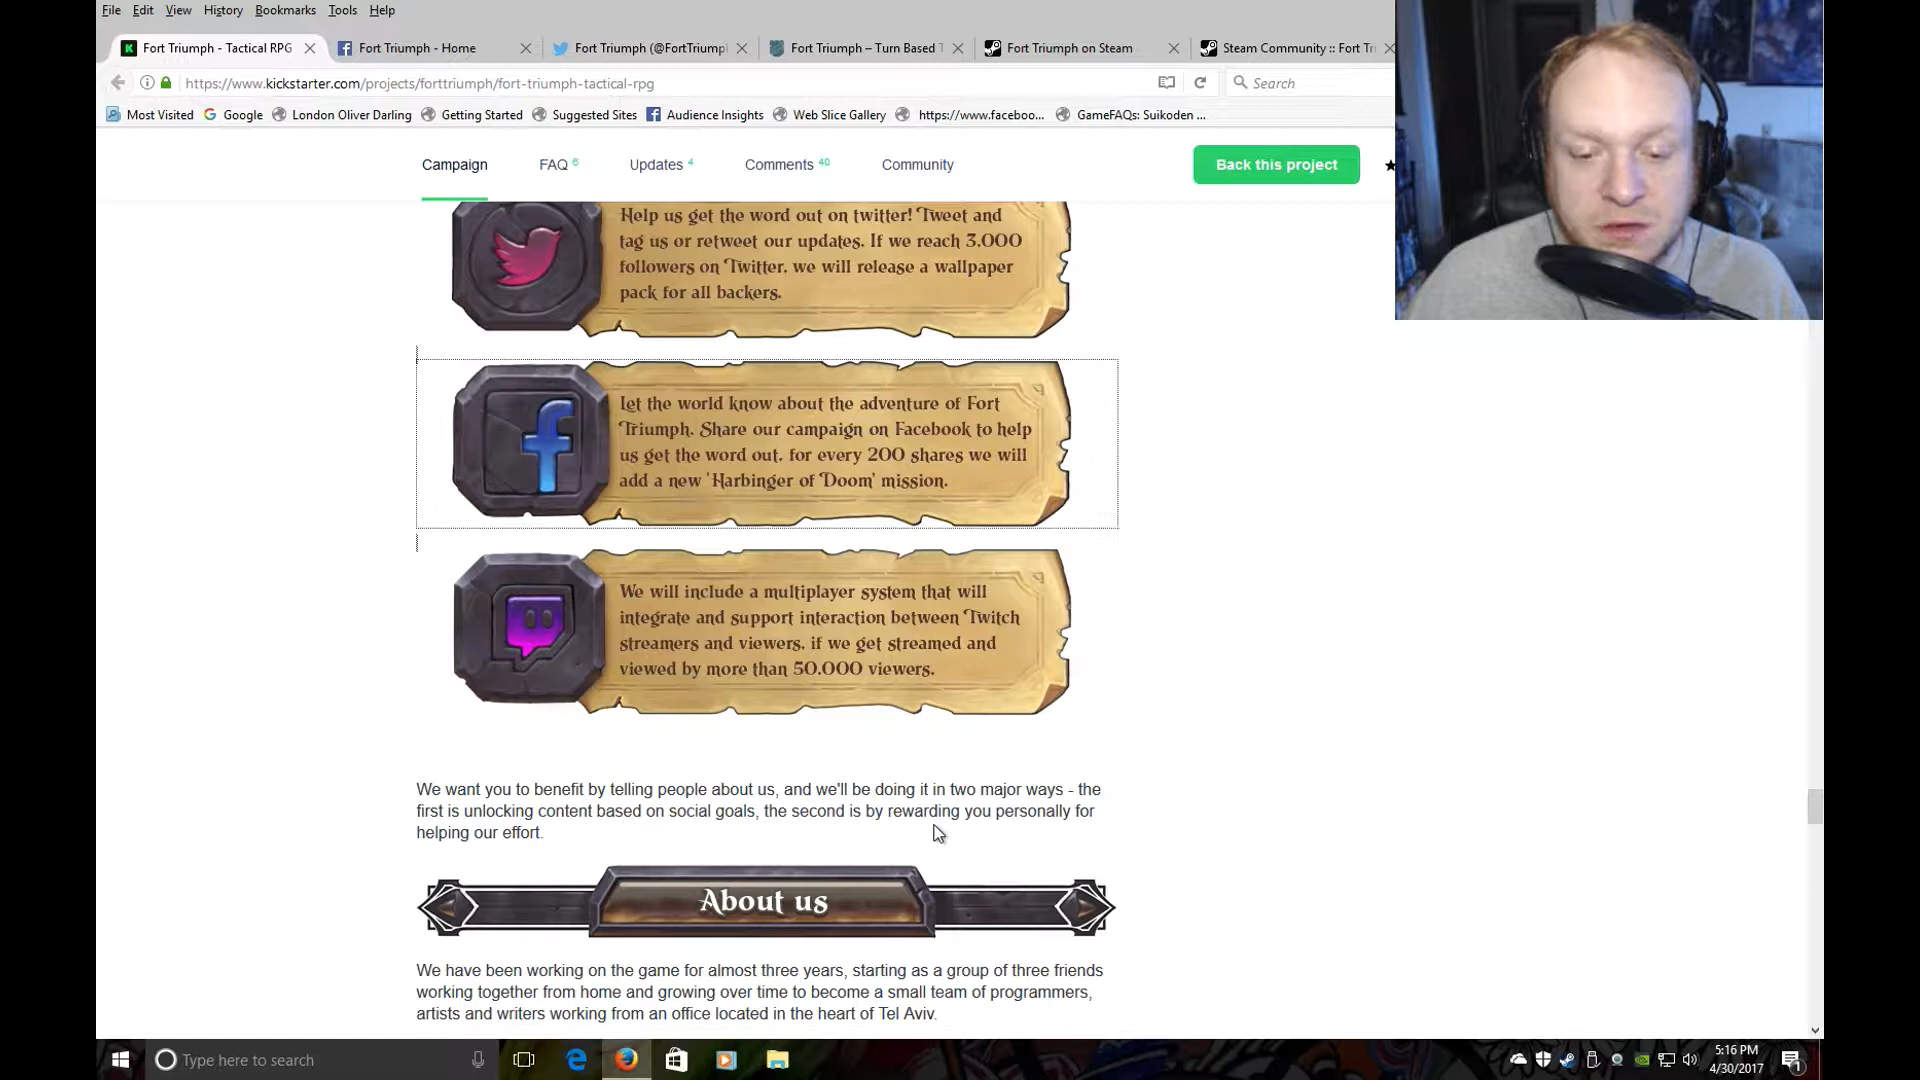 File Edit View History Bookmarks Tools Help
Fort Triumph - Tactical RPG Fort Triumph - Home Fort Triumph (@FortTriump Fort Triumph – Turn Based T Fort Triumph on Steam Steam Community :: Fort Tr
https://www.kickstarter.com/projects/forttriumph/fort-triumph-tactical-rpg Search
Most Visited Google London Oliver Darling Getting Started Suggested Sites Audience Insights Web Slice Gallery https://www.faceboo... GameFAQs: Suikoden ...
Campaign FAQ 6 Updates 4 Comments 40 Community Back this project
Help us get the word out on twitter! Tweet and
tag us or retweet our updates. If we reach 3.000
followers on Twitter, we will release a wallpaper
pack for all backers.
Let the world know about the adventure of Fort
Triumph. Share our campaign on Facebook to help
us get the word out. for every 200 shares we will
add a new 'Harbinger of Doom' mission.
We will include a multiplayer system that will
integrate and support interaction between Twitch
streamers and viewers. if we get streamed and
viewed by more than 50.000 viewers.
We want you to benefit by telling people about us, and we'll be doing it in two major ways - the
first is unlocking content based on social goals, the second is by rewarding you personally for
helping our effort.
About us
We have been working on the game for almost three years, starting as a group of three friends
working together from home and growing over time to become a small team of programmers,
artists and writers working from an office located in the heart of Tel Aviv.
Type here to search
5:16 PM
4/30/2017
1